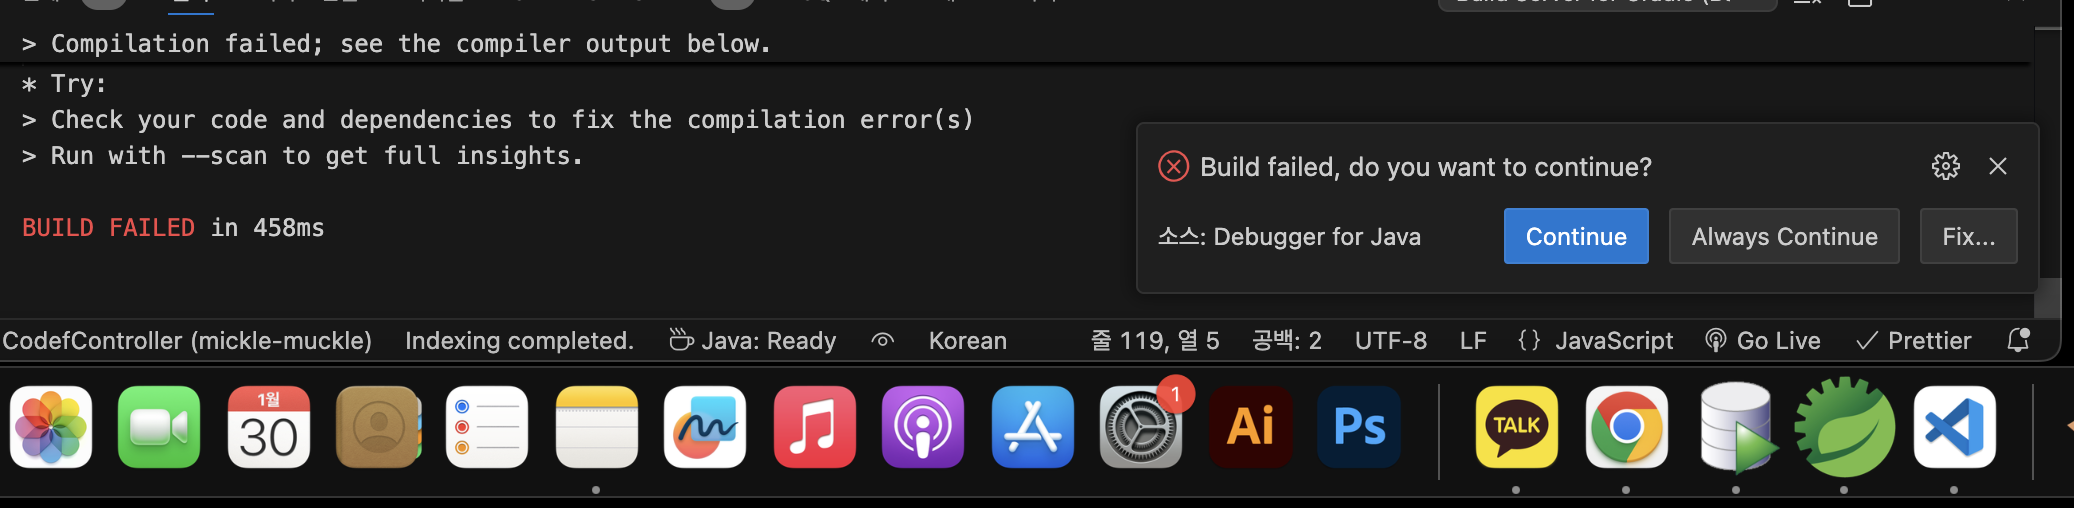 > Compilation failed; see the compiler output below.
* Try:
> Check your code and dependencies to fix the compilation error(s)
> Run with --scan to get full insights.
BUILD FAILED in 458ms
Build failed, do you want to continue?
소스: Debugger for Java
Continue
Always Continue
Fix...
CodefController (mickle-muckle) Indexing completed. Java: Ready Korean 줄 119, 열 5 공백: 2 UTF-8 LF {} JavaScript Go Live Prettier
1월
30
1
Ai
Ps
TALK